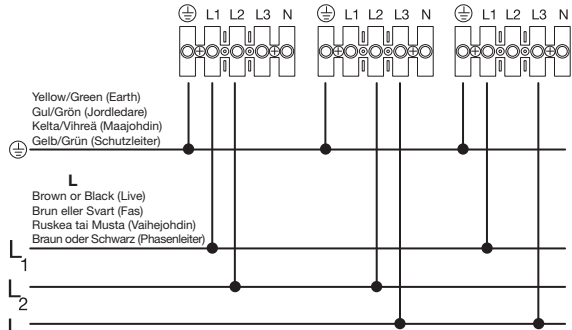 L1 L2 L3 N L1 L2 L3 N L1 L2 L3 N
Yellow/Green (Earth)
Gul/Grön (Jordledare)
Kelta/Vihreä (Maajohdin)
Gelb/Grün (Schutzleiter)
L
Brown or Black (Live)
Brun eller Svart (Fas)
Ruskea tai Musta (Vaihejohdin)
Braun oder Schwarz (Phasenleiter)
L1
L2
L